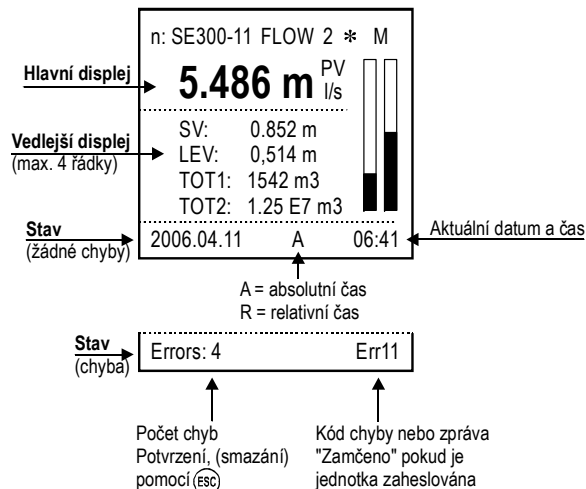 n: SE300-11 FLOW 2 * M
Hlavní displej
5.486 m PV
l/s
Vedlejší displej
(max. 4 řádky)
SV: 0.852 m
LEV: 0,514 m
TOT1: 1542 m3
TOT2: 1.25 E7 m3
Stav
(žádné chyby)
2006.04.11 A 06:41
Aktuální datum a čas
A = absolutní čas
R = relativní čas
Stav
(chyba)
Errors: 4 Err11
Počet chyb
Potvrzení, (smazání)
pomocí ESC
Kód chyby nebo zpráva
"Zamčeno" pokud je
jednotka zaheslována